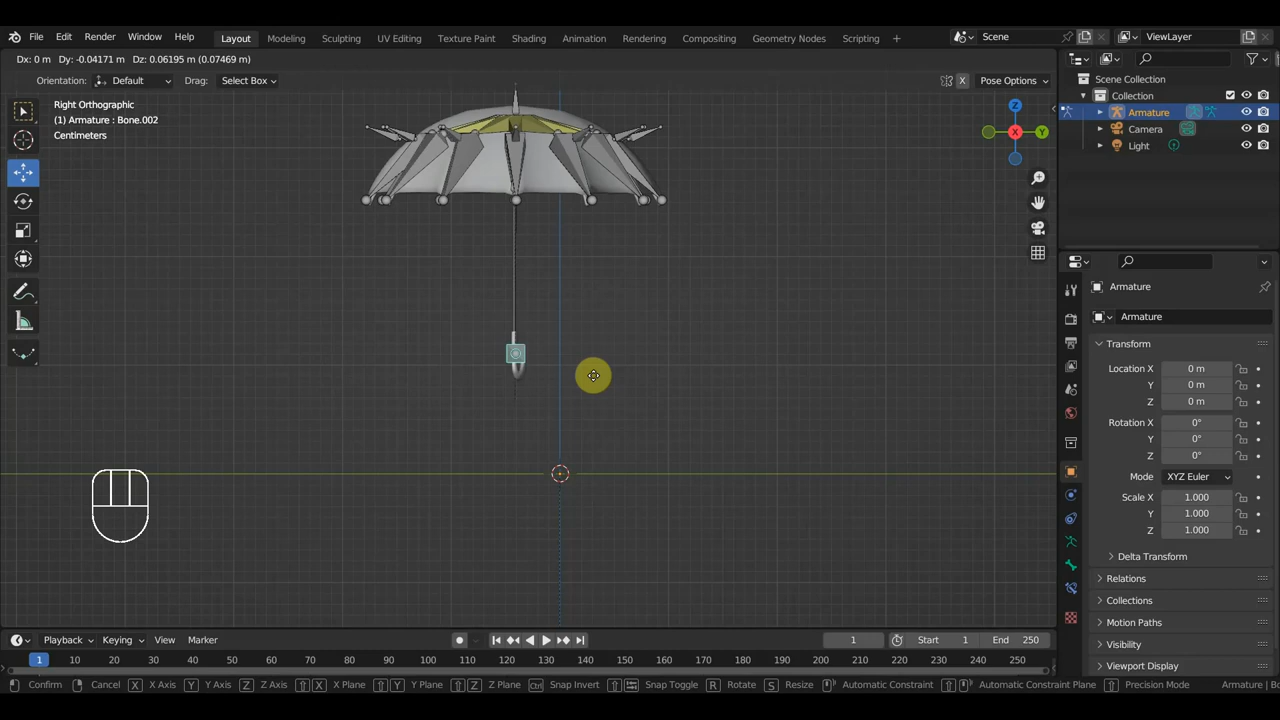 File Edit Render Window Help Layout Modeling Sculpting UV Editing Texture Paint Shading Animation Rendering Compositing Geometry Nodes Scripting + Scene ViewLayer
Dx: 0 m Dy: -0.04171 m Dz: 0.06195 m (0.07469 m)
Orientation: Default Drag: Select Box X Pose Options
Scene Collection
Collection
Armature
Camera
Light
Right Orthographic
(1) Armature : Bone.002
Centimeters
Z
X
Y
Armature
Armature
Transform
Location X 0 m
Y 0 m
Z 0 m
Rotation X 0°
Y 0°
Z 0°
Mode XYZ Euler
Scale X 1.000
Y 1.000
Z 1.000
Delta Transform
Relations
Collections
Motion Paths
Visibility
Viewport Display
Playback Keying View Marker 1 Start 1 End 250
1 10 20 30 40 50 60 70 80 90 100 110 120 130 140 150 160 170 180 190 200 210 220 230 240 250
Confirm Cancel X X Axis Y Y Axis Z Z Axis X X Plane Y Y Plane Z Z Plane Ctrl Snap Invert Snap Toggle R Rotate S Resize Automatic Constraint Automatic Constraint Plane Precision Mode Armature | Bo